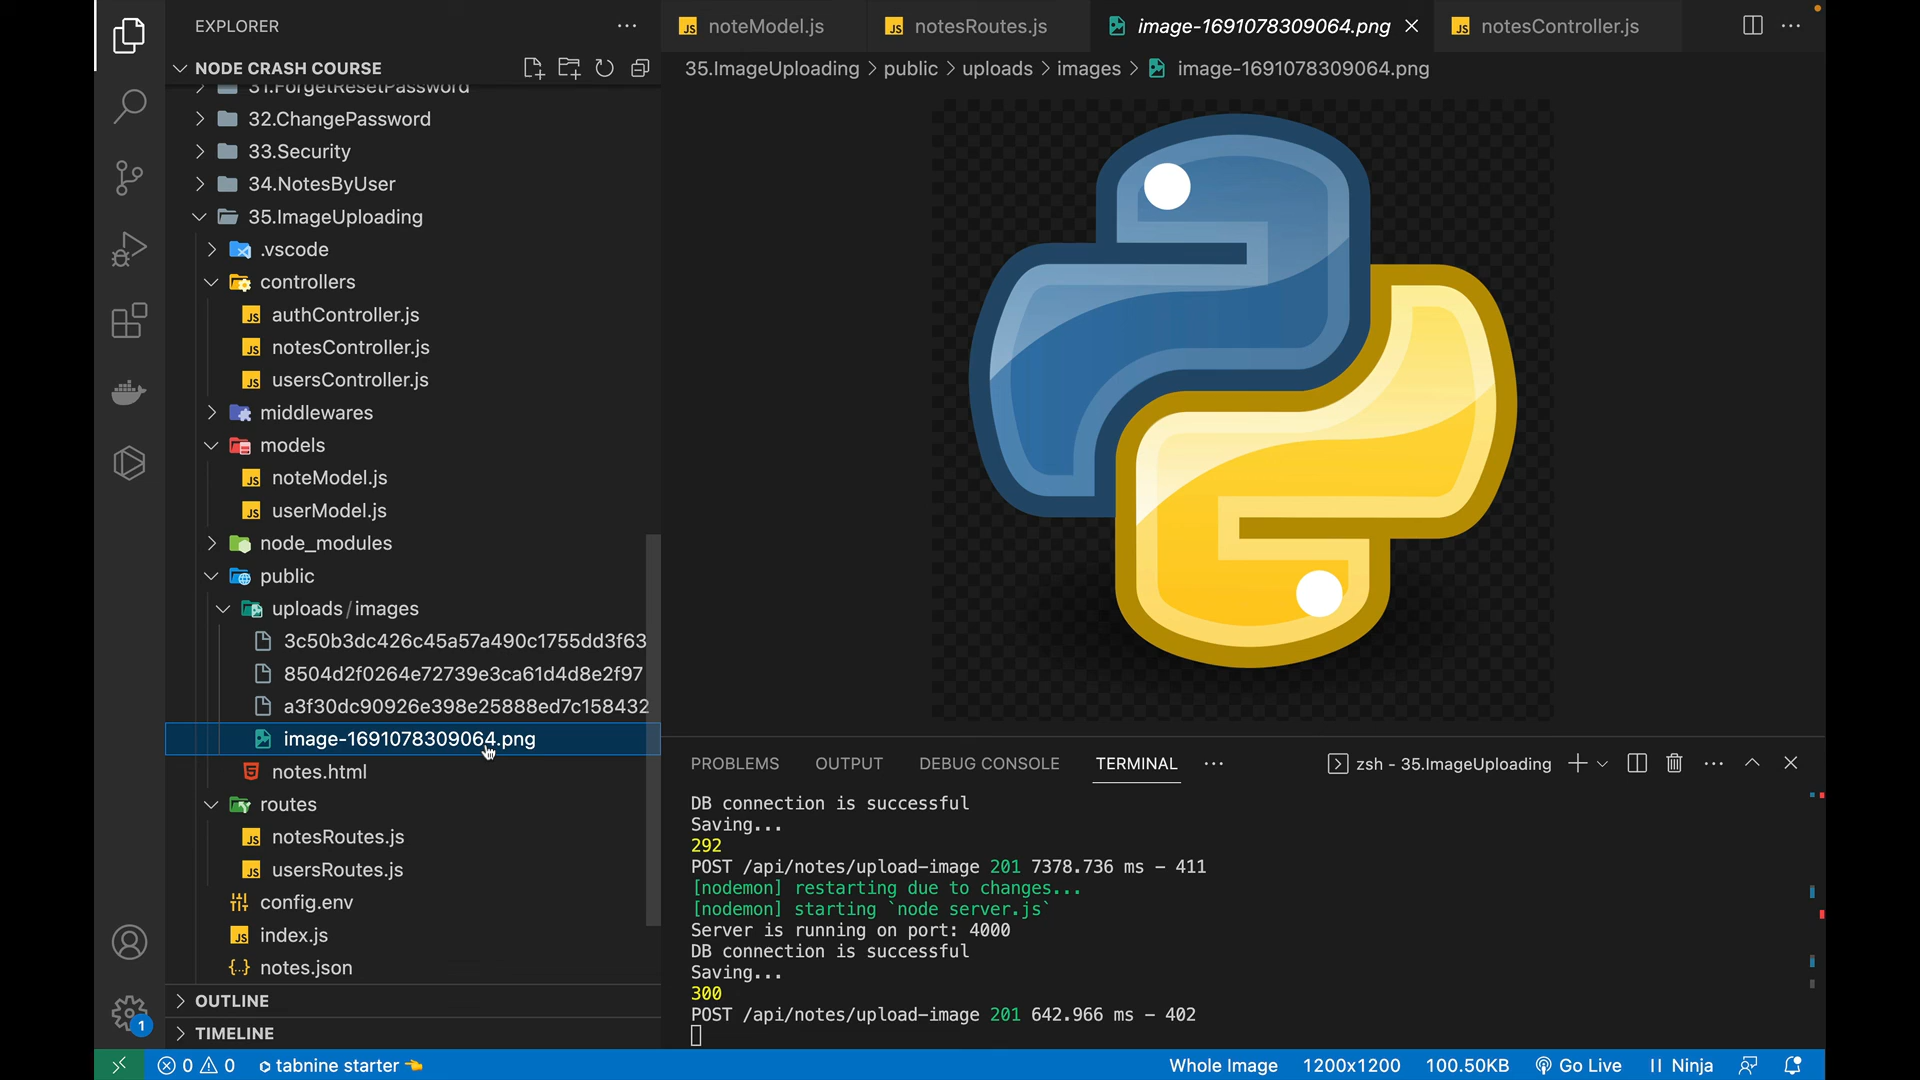 EXPLORER
NODE CRASH COURSE
31.ForgetResetPassword
32.ChangePassword
33.Security
34.NotesByUser
35.ImageUploading
.vscode
controllers
authController.js
notesController.js
usersController.js
middlewares
models
noteModel.js
userModel.js
node_modules
public
uploads/images
3c50b3dc426c45a57a490c1755dd3f63
8504d2f0264e72739e3ca61d4d8e2f97
a3f30dc90926e398e25888ed7c158432
image-1691078309064.png
notes.html
routes
notesRoutes.js
usersRoutes.js
config.env
index.js
notes.json
OUTLINE
TIMELINE
noteModel.js notesRoutes.js image-1691078309064.png notesController.js
35.ImageUploading > public > uploads > images > image-1691078309064.png
PROBLEMS OUTPUT DEBUG CONSOLE TERMINAL zsh - 35.ImageUploading
DB connection is successful
Saving...
292
POST /api/notes/upload-image 201 7378.736 ms - 411
[nodemon] restarting due to changes...
[nodemon] starting `node server.js`
Server is running on port: 4000
DB connection is successful
Saving...
300
POST /api/notes/upload-image 201 642.966 ms - 402
1
0 0 tabnine starter Whole Image 1200x1200 100.50KB Go Live Ninja